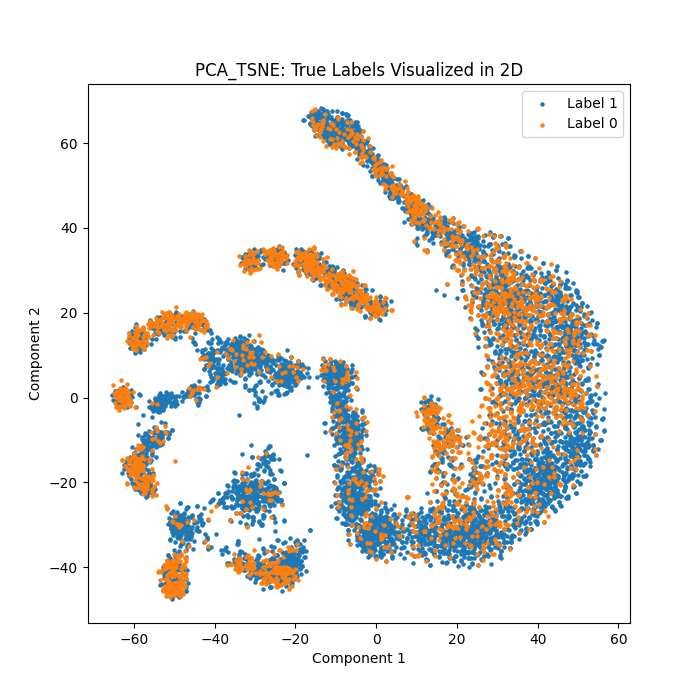 PCA_TSNE: True Labels Visualized in 2D
Label 1
Label 0
60
40
20
0
−20
−40
Component 2
−60
−40
−20
0
20
40
60
Component 1